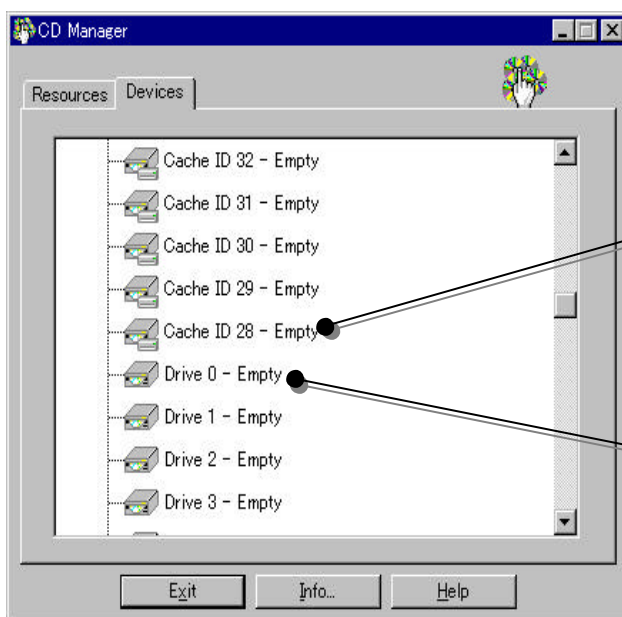 CD Manager
Resources Devices
Cache ID 32 - Empty
Cache ID 31 - Empty
Cache ID 30 - Empty
Cache ID 29 - Empty
Cache ID 28 - Empty
Drive 0 - Empty
Drive 1 - Empty
Drive 2 - Empty
Drive 3 - Empty
Exit Info... Help